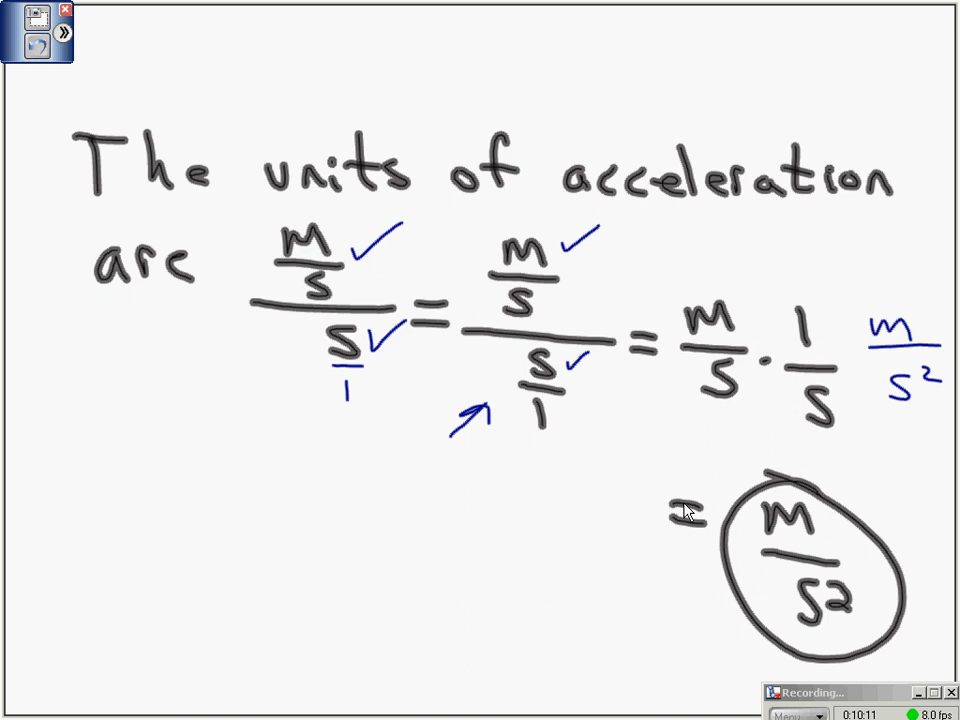 The units of acceleration
are m/s / s/1 = m/s / s/1 = m/s · 1/s m/s²
= m/s²
Recording...
Menu 0:10:11 8.0 fps